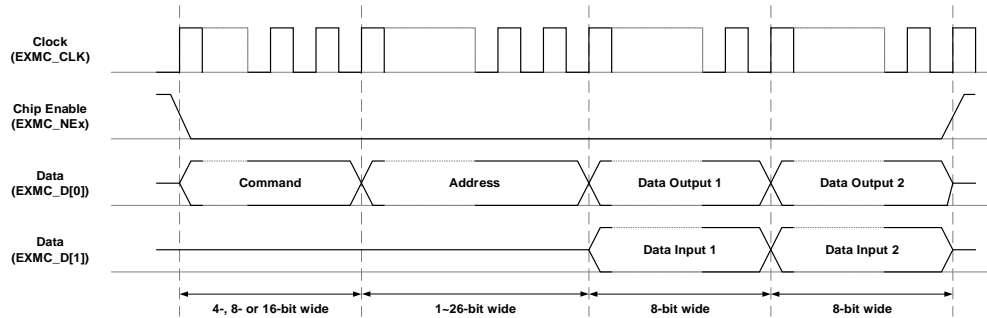 Clock
(EXMC_CLK)
Chip Enable
(EXMC_NEx)
Data
(EXMC_D[0])
Command
Address
Data Output 1
Data Output 2
Data
(EXMC_D[1])
Data Input 1
Data Input 2
4-, 8- or 16-bit wide
1~26-bit wide
8-bit wide
8-bit wide